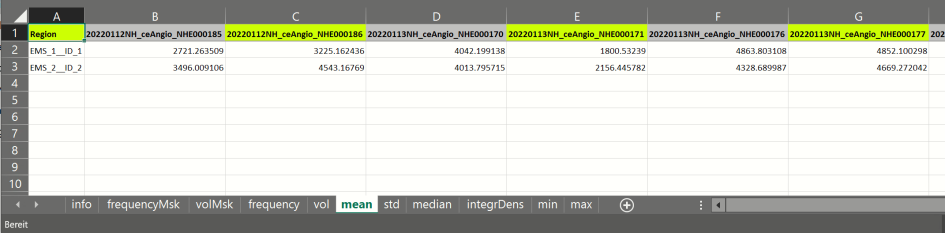 A B C D E F G
1 Region 20220112NH_ceAngio_NHE000185 20220112NH_ceAngio_NHE000186 20220113NH_ceAngio_NHE000170 20220113NH_ceAngio_NHE000171 20220113NH_ceAngio_NHE000176 20220113NH_ceAngio_NHE000177 2022
2 EMS_1__ID_1 2721.263509 3225.162436 4042.199138 1800.53239 4863.803108 4852.100298
3 EMS_2__ID_2 3496.009106 4543.16769 4013.795715 2156.445782 4328.689987 4669.272042
4
5
6
7
8
9
10
info frequencyMsk volMsk frequency vol mean std median integrDens min max
Bereit